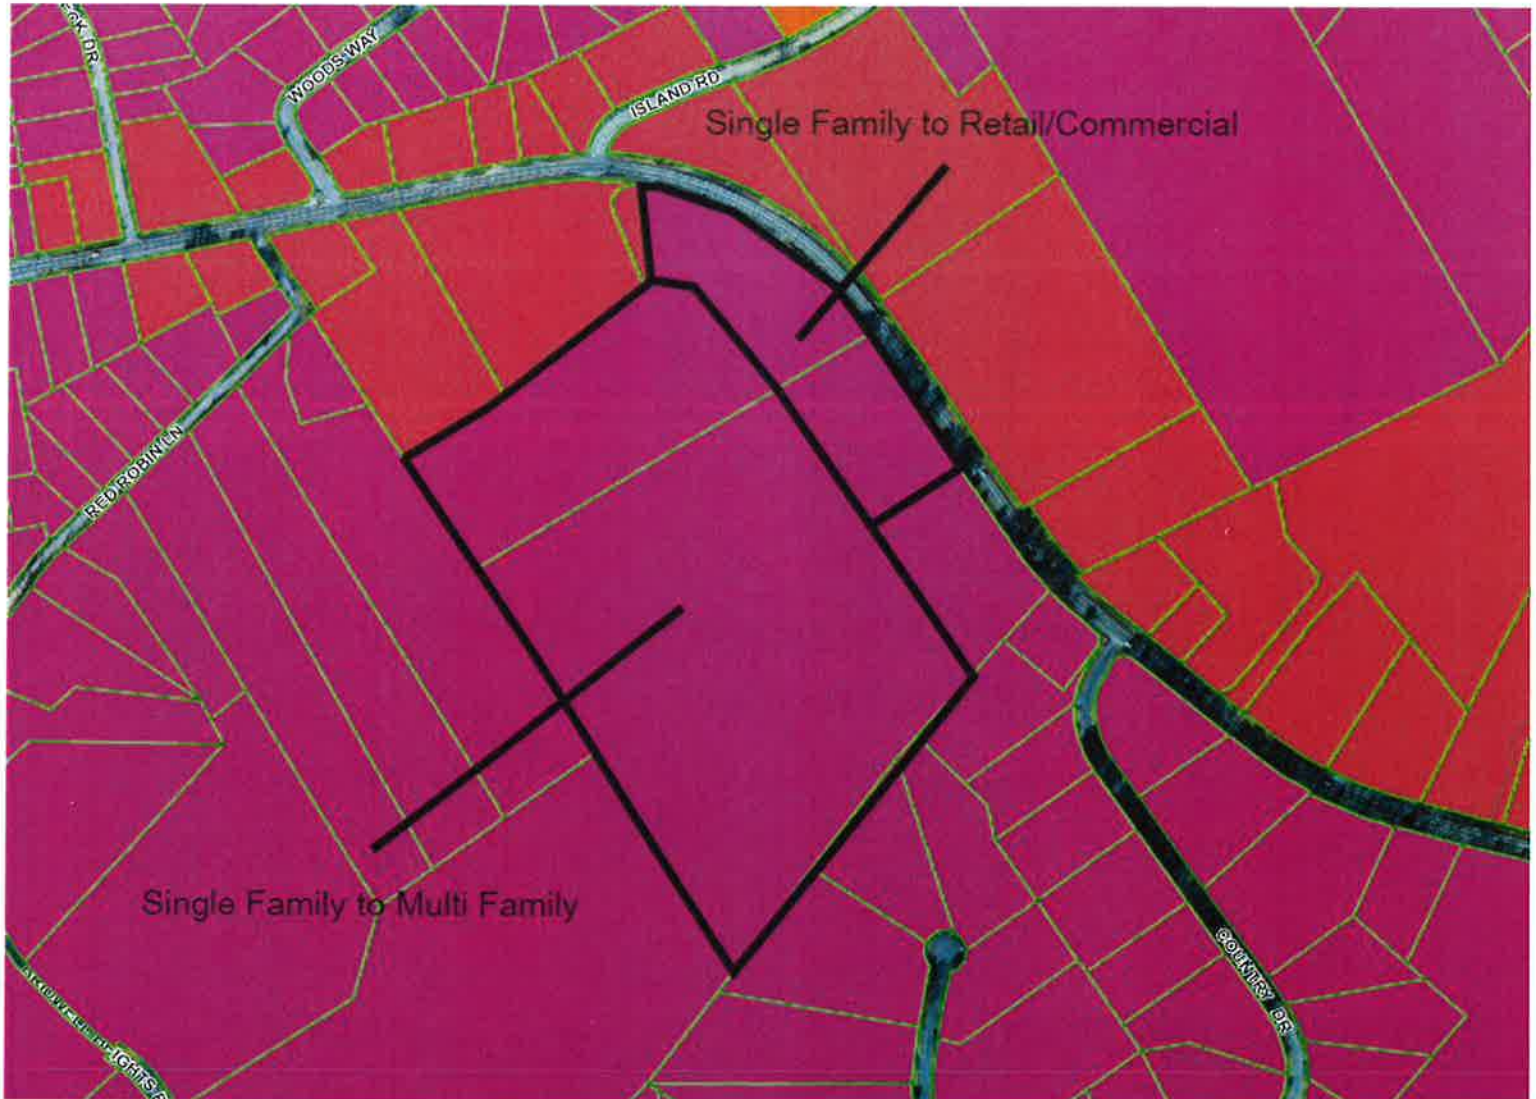 WOODS WAY
ISLAND RD
Single Family to Retail/Commercial
RED ROBIN LN
Single Family to Multi Family
COUNTRY DR
DR